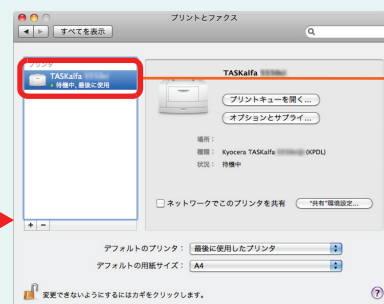 プリントとファクス
すべてを表示
プリンタ
TASKalfa
待機中, 最後に使用
TASKalfa
プリントキューを開く...
オプションとサプライ...
場所：
種類： Kyocera TASKalfa (KPDL)
状況： 待機中
ネットワークでこのプリンタを共有
"共有"環境設定...
+ −
デフォルトのプリンタ： 最後に使用したプリンタ
デフォルトの用紙サイズ： A4
変更できないようにするにはカギをクリックします。
?